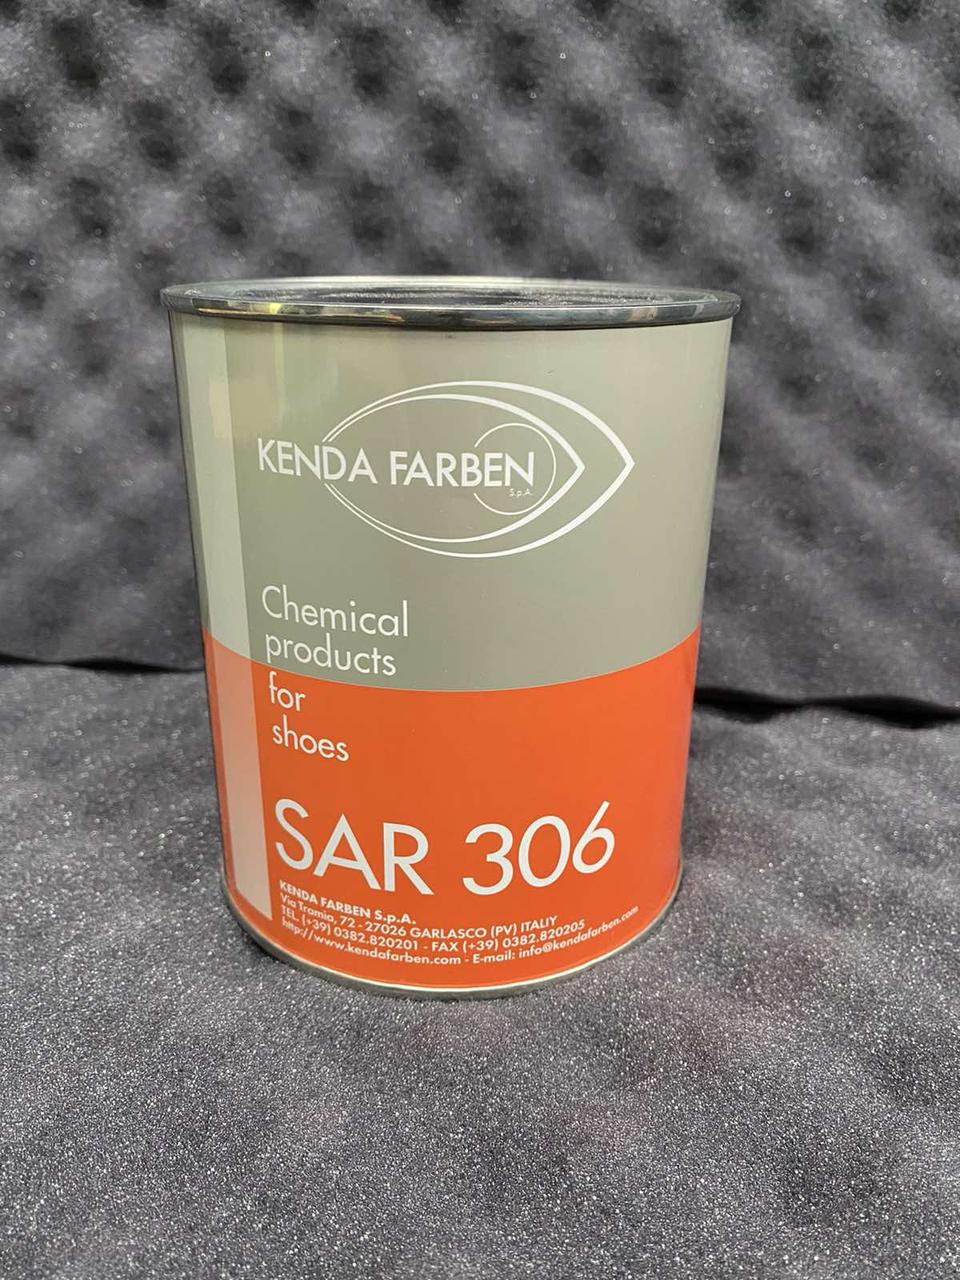 KENDA FARBEN
S.p.A.
Chemical
products
for
shoes
SAR 306
KENDA FARBEN S.p.A.
Via Tramia, 72 - 27026 GARLASCO (PV) ITALIY
TEL. (+39) 0382.820201 - FAX (+39) 0382.820205
http://www.kendafarben.com - E-mail: info@kendafarben.com